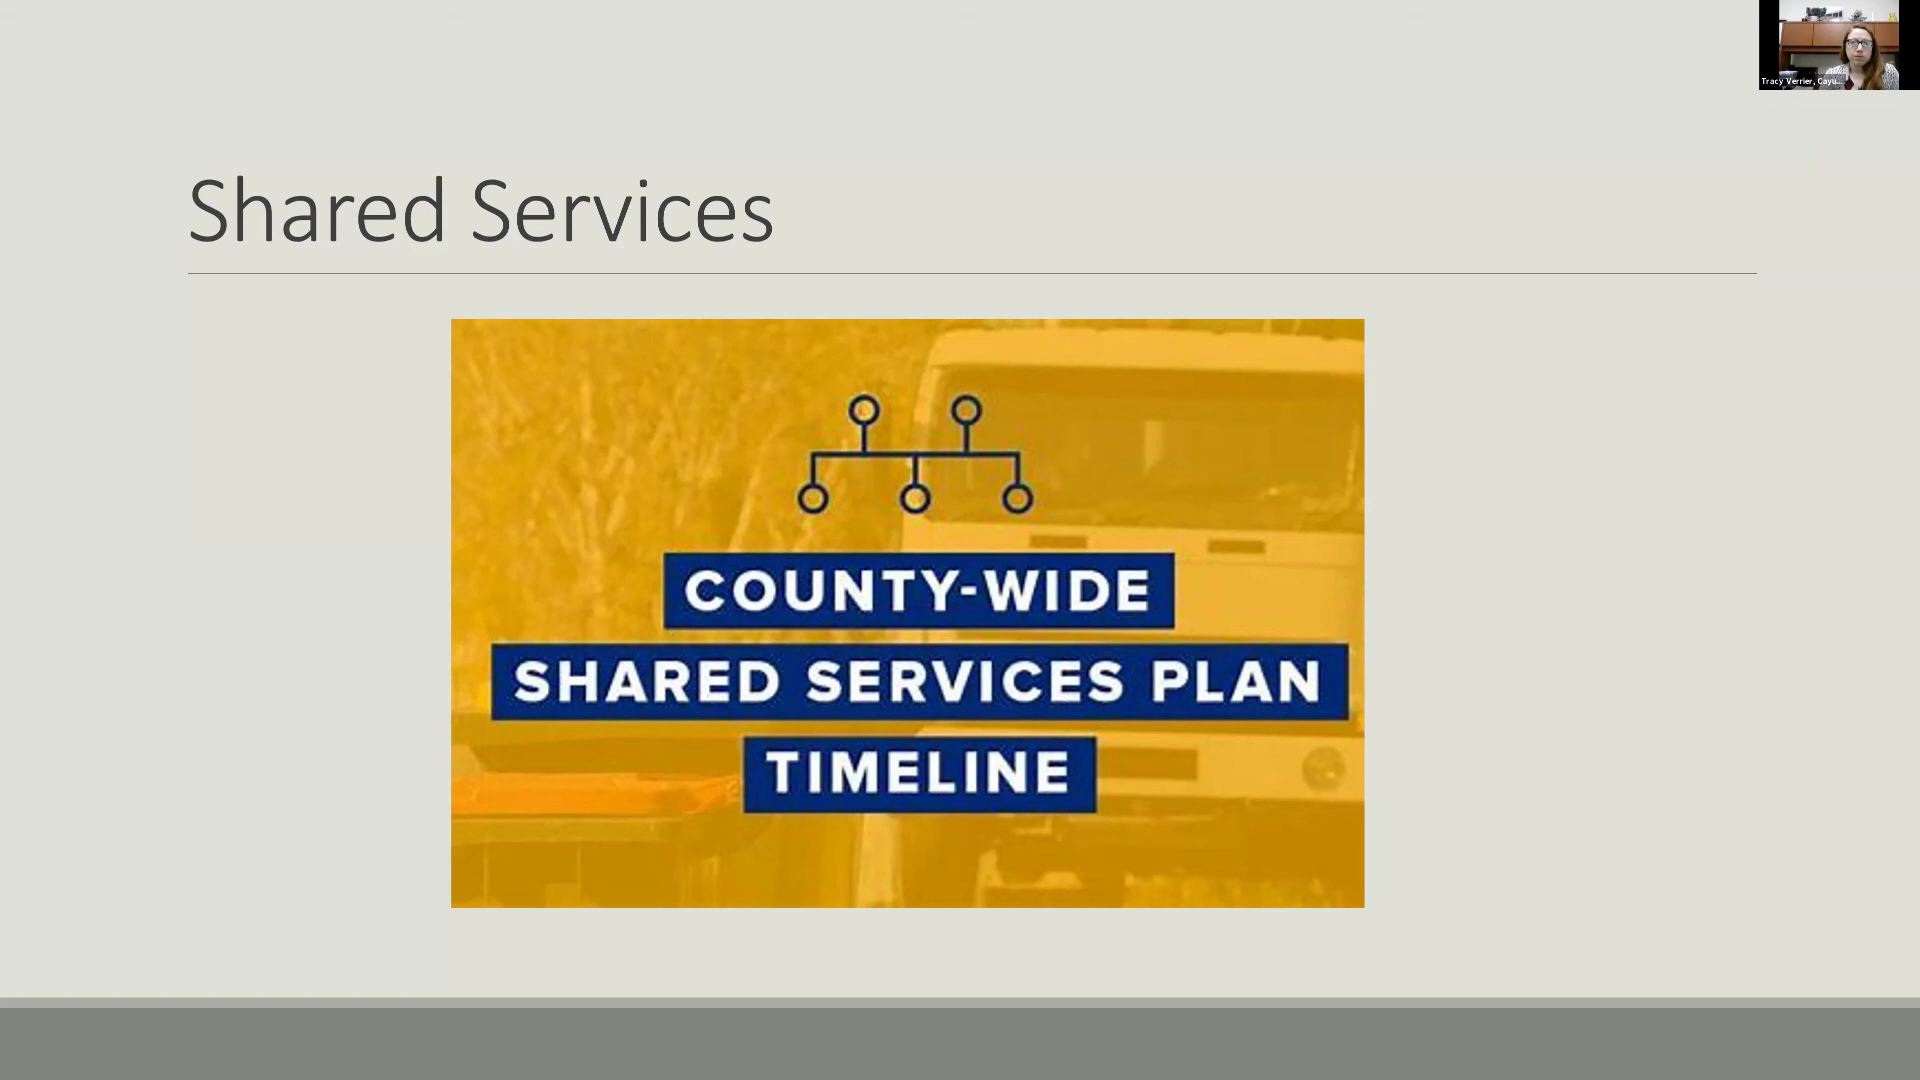 Tracy Verrier, Cayu...
Shared Services
COUNTY-WIDE
SHARED SERVICES PLAN
TIMELINE